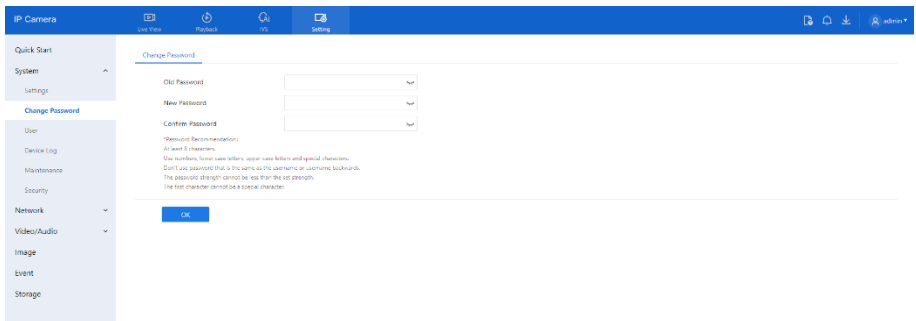 IP Camera
Live View
Playback
IVS
Setting
admin
Quick Start
System
Settings
Change Password
User
Device Log
Maintenance
Security
Network
Video/Audio
Image
Event
Storage
Change Password
Old Password
New Password
Confirm Password
*Password Recommendation:
At least 8 characters.
Use numbers, lower case letters, upper case letters and special characters.
Don't use password that is the same as the username or username backwards.
The password strength cannot be less than the set strength.
The first character cannot be a special character.
OK